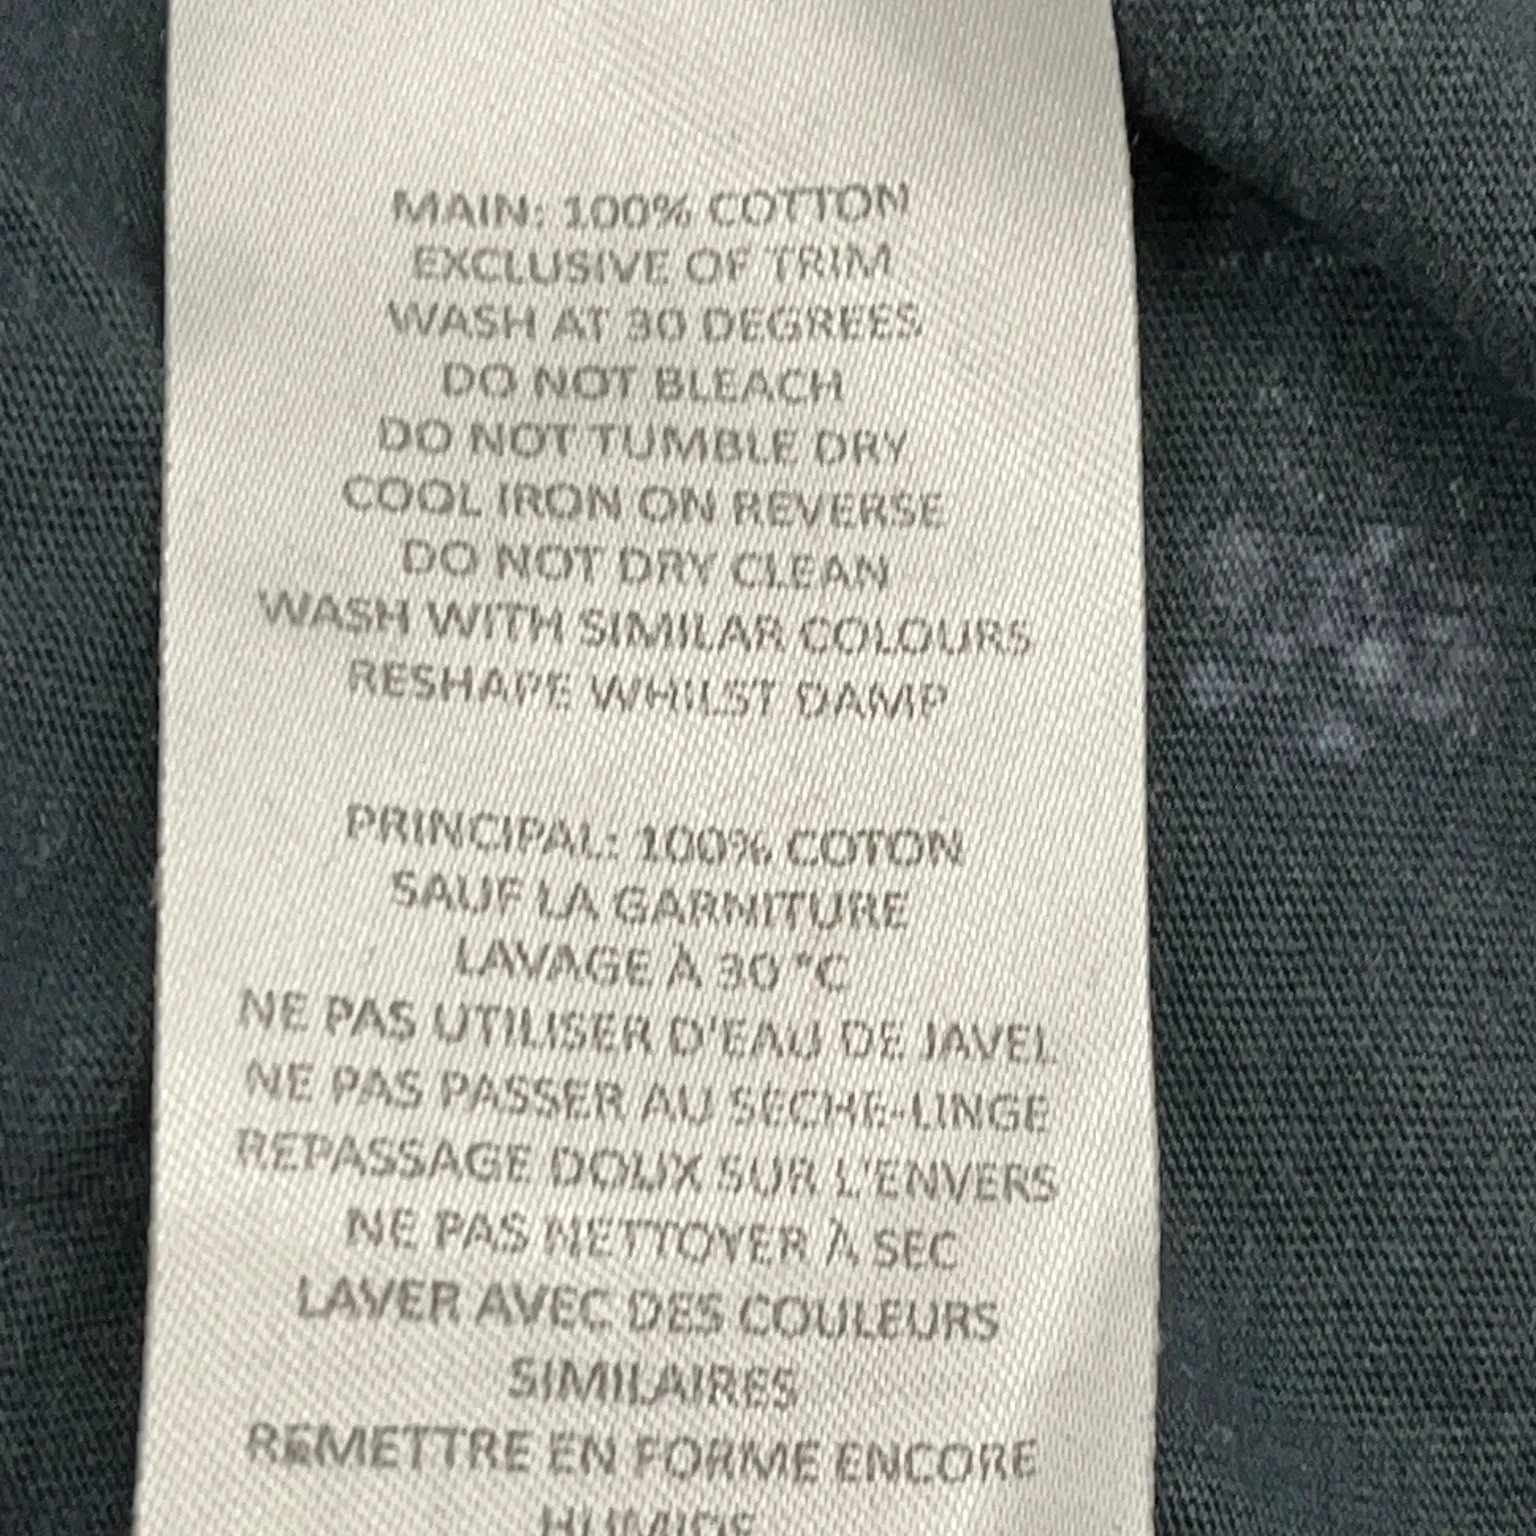 MAIN: 100% COTTON
EXCLUSIVE OF TRIM
WASH AT 30 DEGREES
DO NOT BLEACH
DO NOT TUMBLE DRY
COOL IRON ON REVERSE
DO NOT DRY CLEAN
WASH WITH SIMILAR COLOURS
RESHAPE WHILST DAMP
PRINCIPAL: 100% COTON
SAUF LA GARNITURE
LAVAGE À 30 °C
NE PAS UTILISER D'EAU DE JAVEL
NE PAS PASSER AU SÈCHE-LINGE
REPASSAGE DOUX SUR L'ENVERS
NE PAS NETTOYER À SEC
LAVER AVEC DES COULEURS
SIMILAIRES
REMETTRE EN FORME ENCORE
HUMIDE